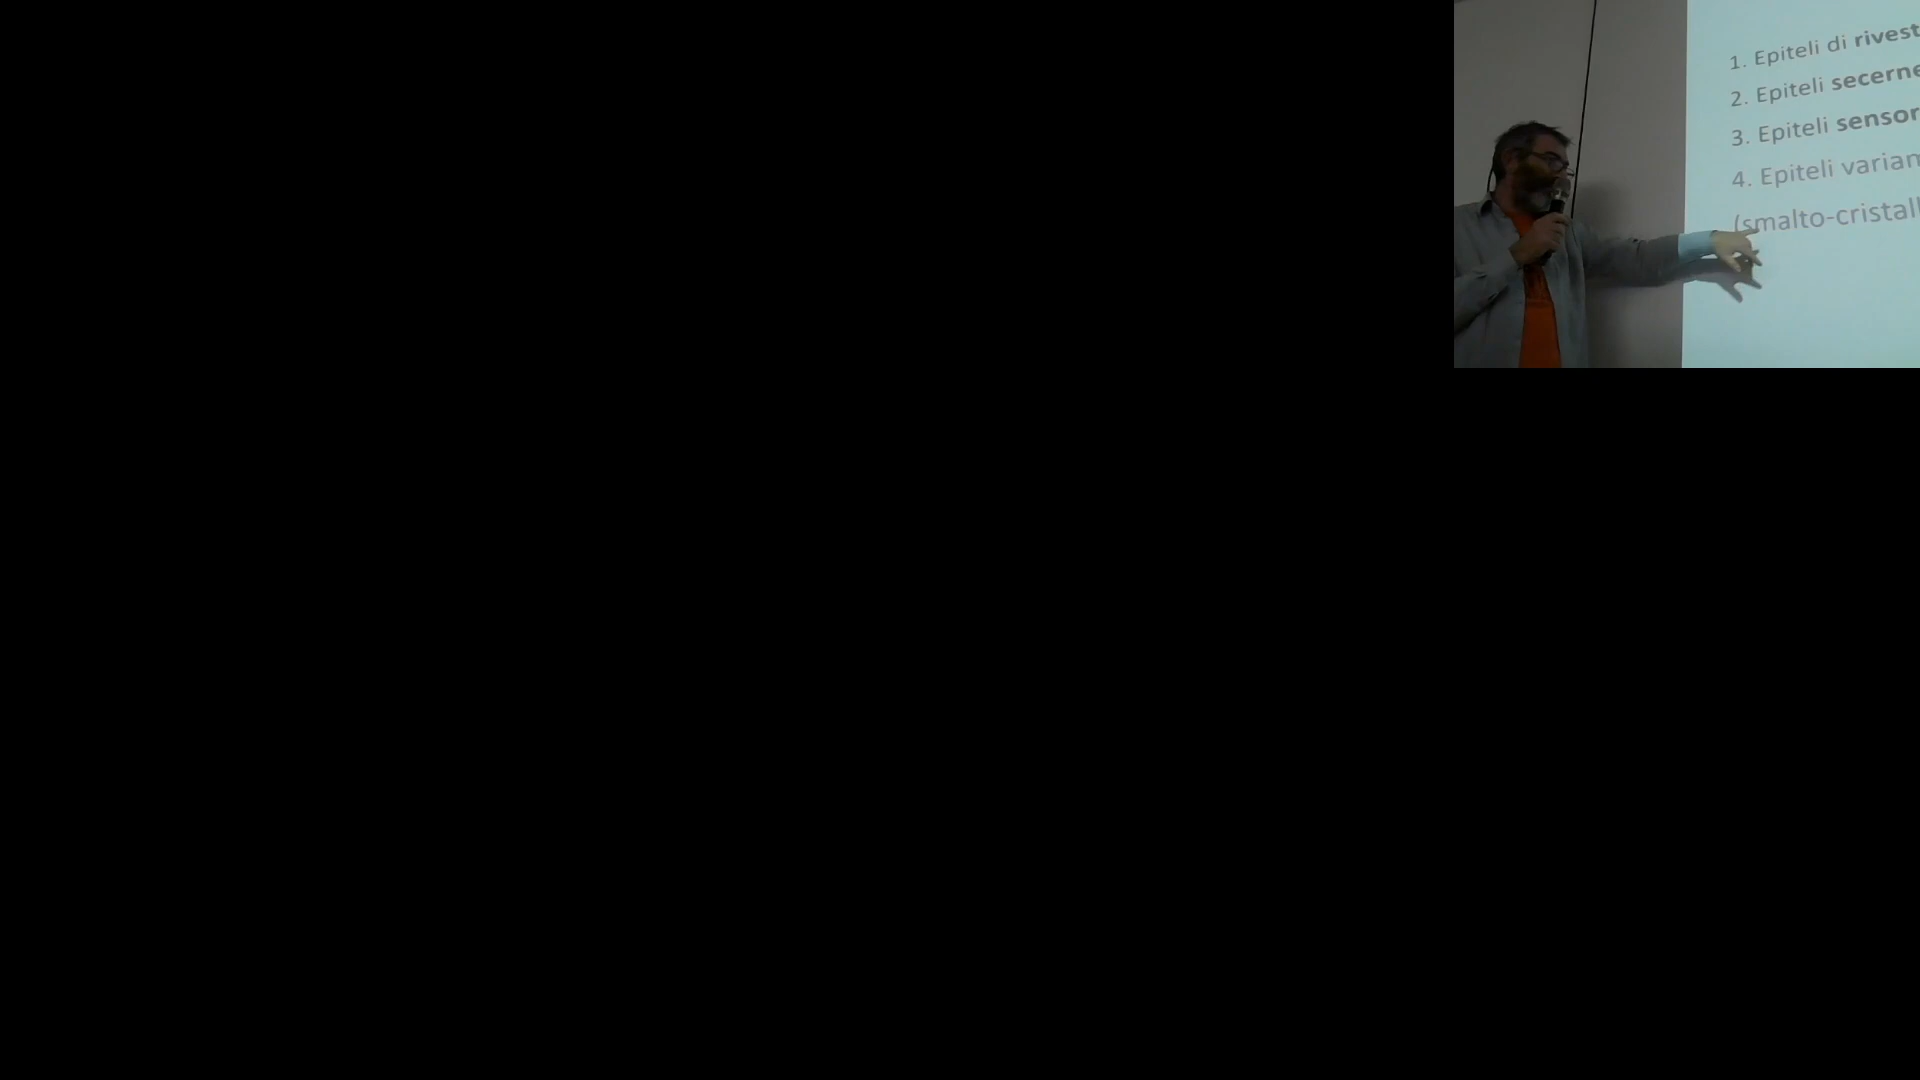 1. Epiteli di rivest
2. Epiteli secerne
3. Epiteli sensor
4. Epiteli varian
(smalto-cristall